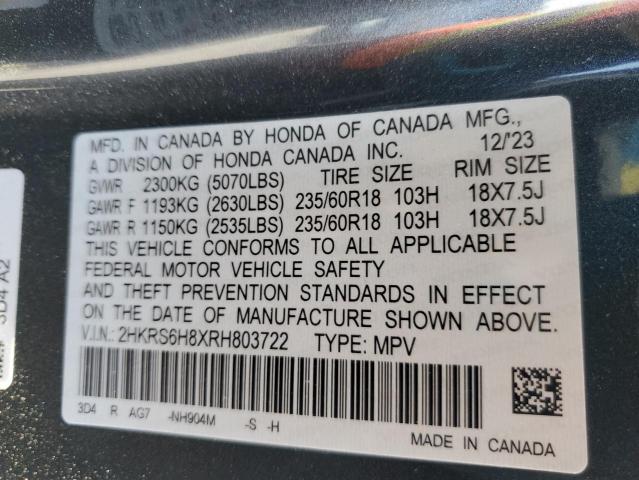 MFD. IN CANADA BY HONDA OF CANADA MFG.,
A DIVISION OF HONDA CANADA INC. 12/'23
GVWR 2300KG (5070LBS) TIRE SIZE RIM SIZE
GAWR F 1193KG (2630LBS) 235/60R18 103H 18X7.5J
GAWR R 1150KG (2535LBS) 235/60R18 103H 18X7.5J
THIS VEHICLE CONFORMS TO ALL APPLICABLE
FEDERAL MOTOR VEHICLE SAFETY
AND THEFT PREVENTION STANDARDS IN EFFECT
ON THE DATE OF MANUFACTURE SHOWN ABOVE.
V.I.N.: 2HKRS6H8XRH803722 TYPE: MPV
3D4 R AG7 -NH904M -S -H
MADE IN CANADA
3D4 A2